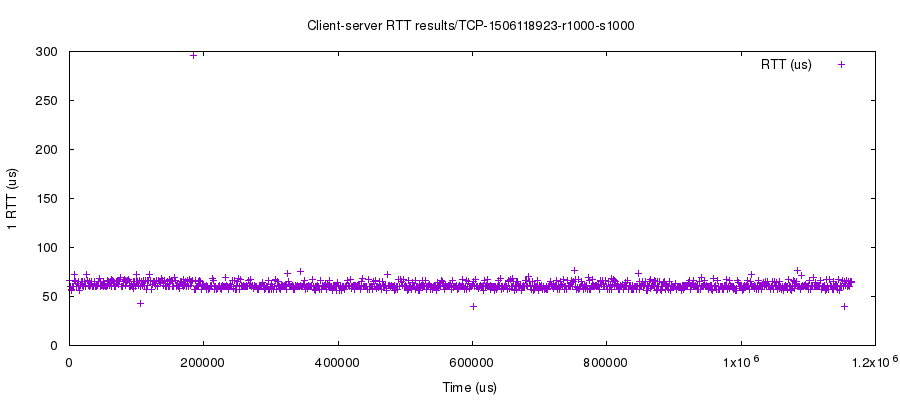 Client-server RTT results/TCP-1506118923-r1000-s1000
300
RTT (us)
250
200
150
1 RTT (us)
100
50
0
0 200000 400000 600000 800000 1x10^6 1.2x10^6
Time (us)